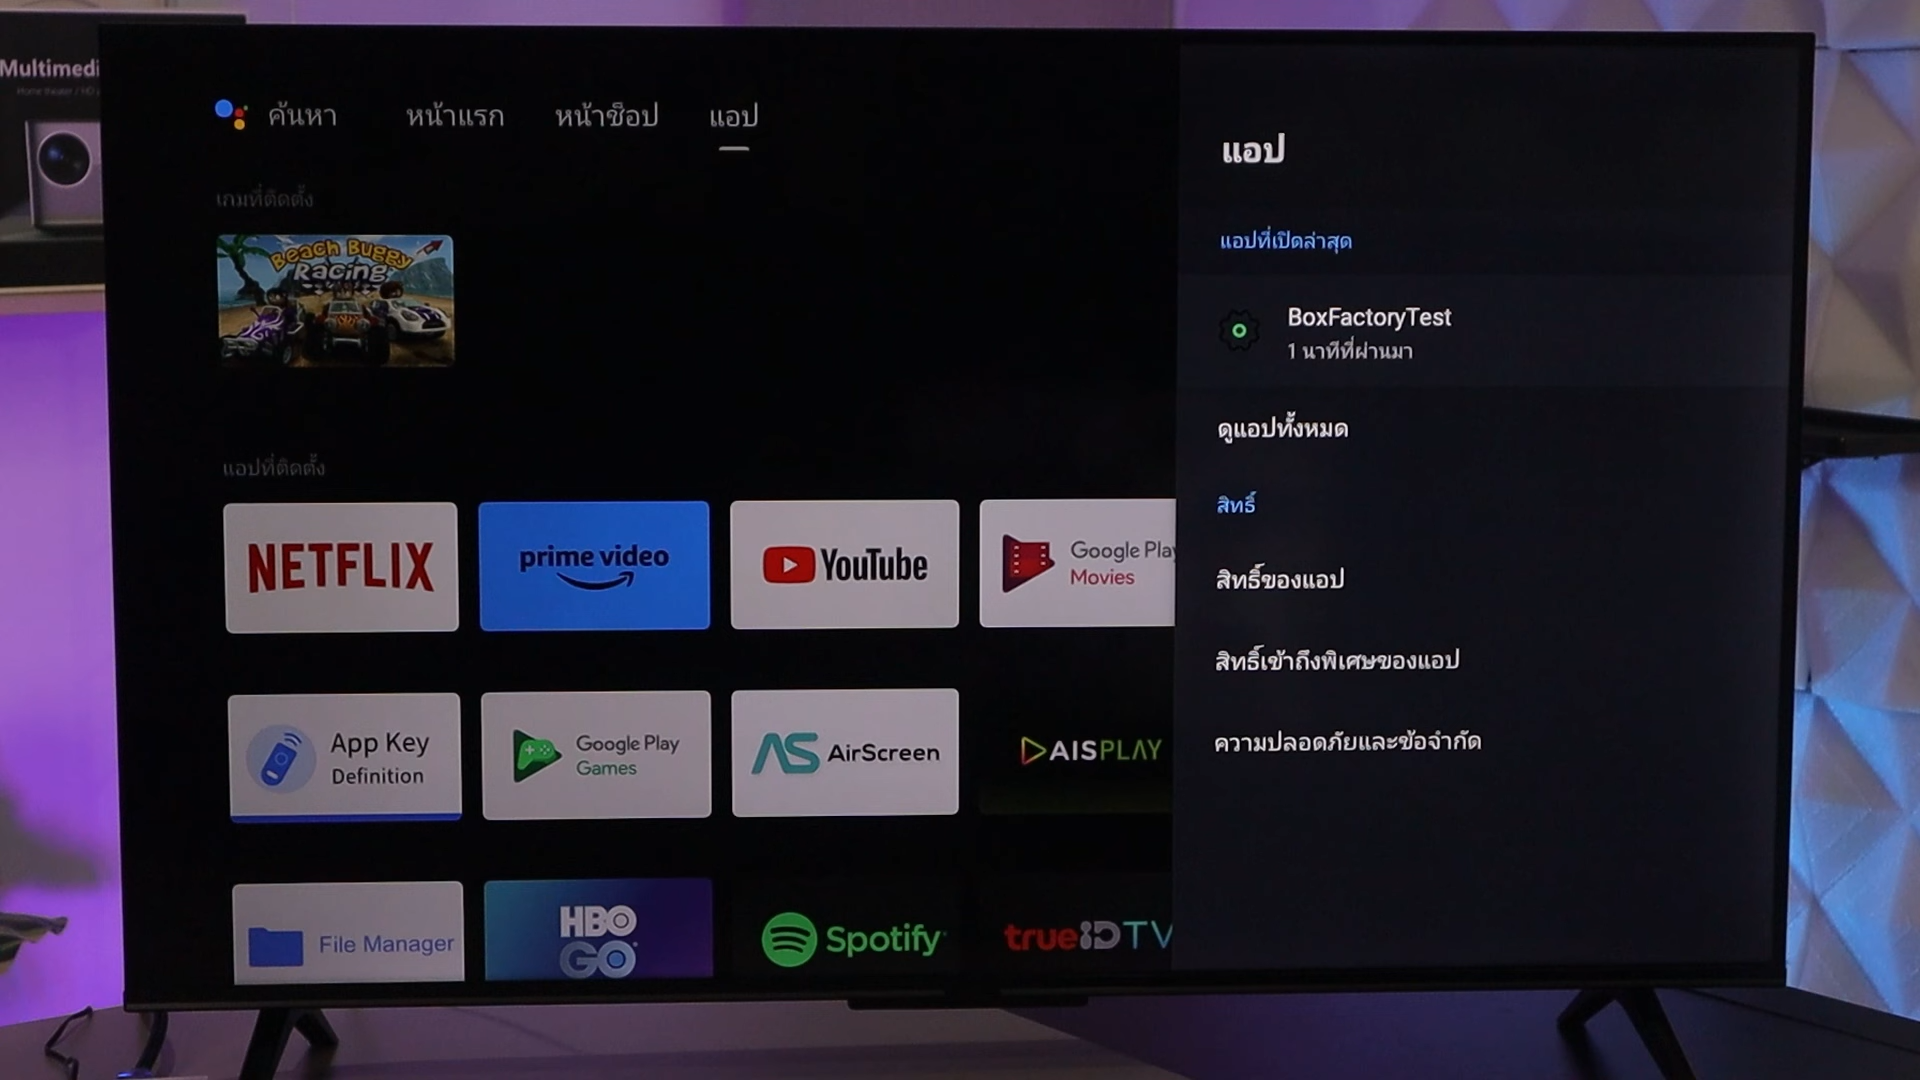 Multimedi
ค้นหา
หน้าแรก
หน้าช็อป
แอป
เกมที่ติดตั้ง
Beach Buggy
Racing
แอปที่ติดตั้ง
NETFLIX
prime video
YouTube
Google Play
Movies
App Key
Definition
Google Play
Games
AS AirScreen
AISPLAY
File Manager
HBO
GO
Spotify
trueID TV
แอป
แอปที่เปิดล่าสุด
BoxFactoryTest
1 นาทีที่ผ่านมา
ดูแอปทั้งหมด
สิทธิ์
สิทธิ์ของแอป
สิทธิ์เข้าถึงพิเศษของแอป
ความปลอดภัยและข้อจำกัด